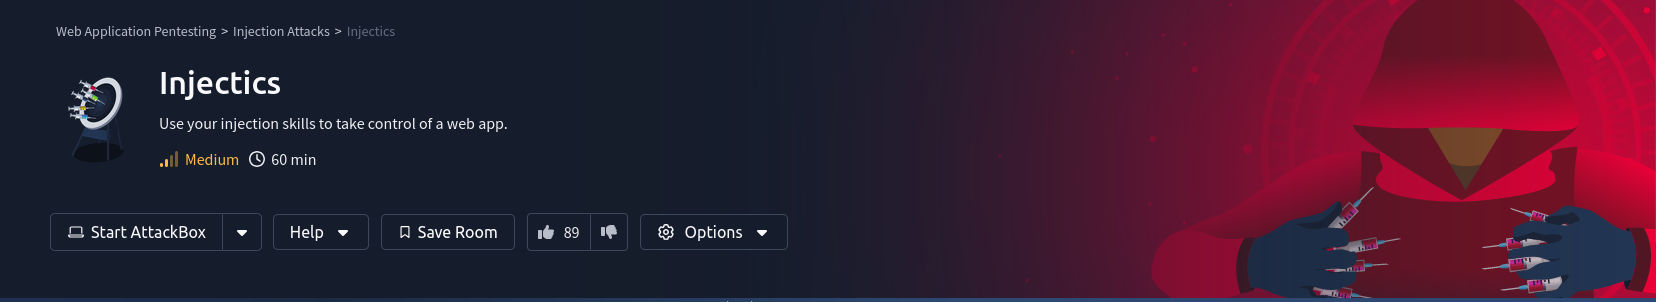 Web Application Pentesting > Injection Attacks > Injectics
Injectics
Use your injection skills to take control of a web app.
Medium 60 min
Start AttackBox Help Save Room 89 Options